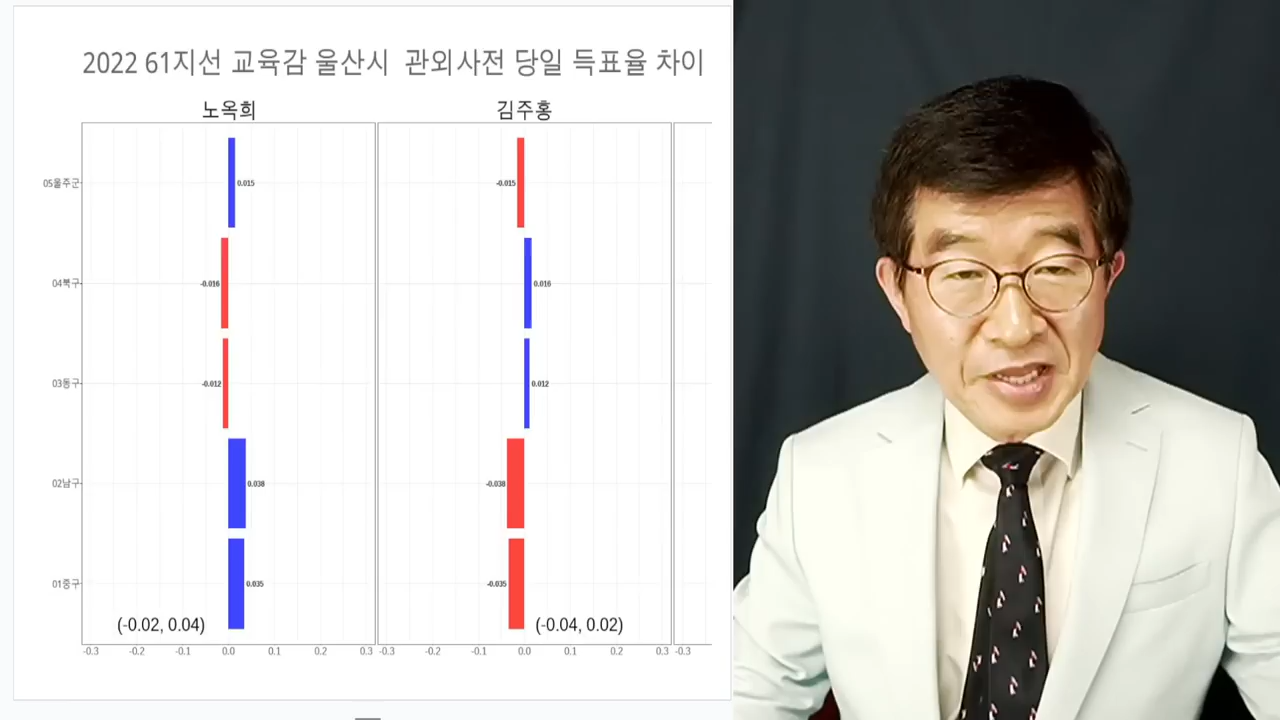 2022 61지선 교육감 울산시 관외사전 당일 득표율 차이
노옥희 김주홍
05울주군 0.015 -0.015
04북구 -0.016 0.016
03동구 -0.012 0.012
02남구 0.038 -0.038
01중구 0.035 -0.035
(-0.02, 0.04) (-0.04, 0.02)
-0.3 -0.2 -0.1 0.0 0.1 0.2 0.3 -0.3 -0.2 -0.1 0.0 0.1 0.2 0.3 -0.3